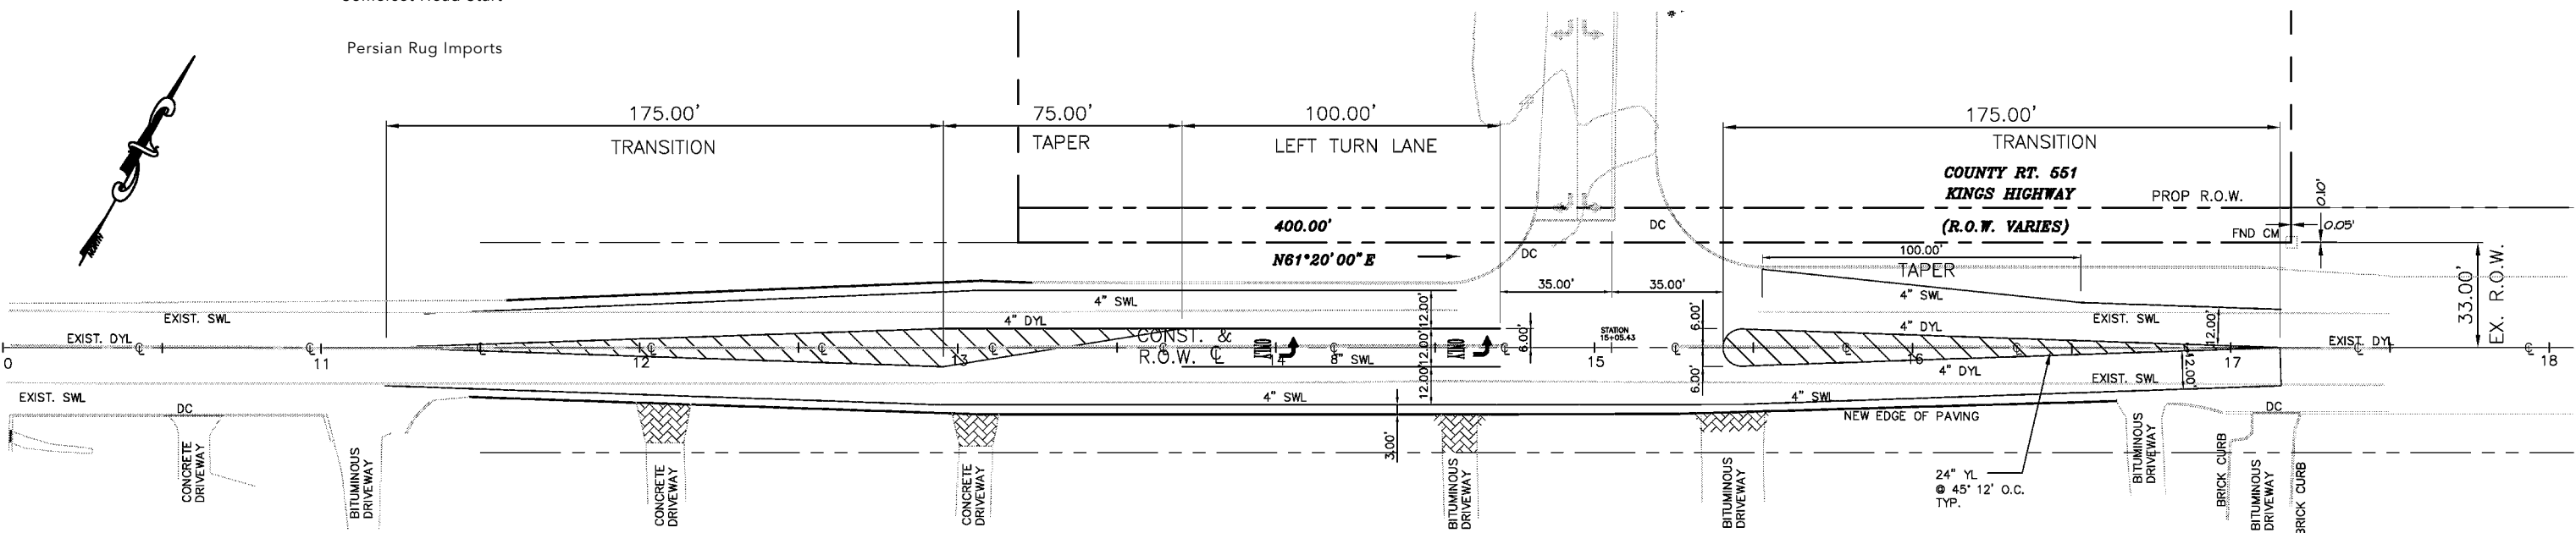 Persian Rug Imports
175.00'
TRANSITION
75.00'
TAPER
100.00'
LEFT TURN LANE
175.00'
TRANSITION
COUNTY RT. 551
KINGS HIGHWAY
(R.O.W. VARIES)
PROP R.O.W.
0.10'
0.05'
FND CM
33.00'
EX. R.O.W.
400.00'
N61°20'00"E
DC
DC
100.00'
TAPER
35.00'
35.00'
4" SWL
4" SWL
EXIST. SWL
EXIST. SWL
4" DYL
4" DYL
12.00'
12.00'
12.00'
6.00'
6.00'
6.00'
12.00'
12.00'
EXIST. DYL
EXIST. DYL
CONST. &
R.O.W. ℄
ONLY
ONLY
8" SWL
STATION
15+05.43
0
11
12
13
14
15
16
17
18
4" DYL
EXIST. SWL
EXIST. SWL
4" SWL
4" SWL
NEW EDGE OF PAVING
DC
DC
3.00'
CONCRETE
DRIVEWAY
BITUMINOUS
DRIVEWAY
CONCRETE
DRIVEWAY
CONCRETE
DRIVEWAY
BITUMINOUS
DRIVEWAY
BITUMINOUS
DRIVEWAY
24" YL
@ 45° 12' O.C.
TYP.
BITUMINOUS
DRIVEWAY
BRICK CURB
BITUMINOUS
DRIVEWAY
BRICK CURB